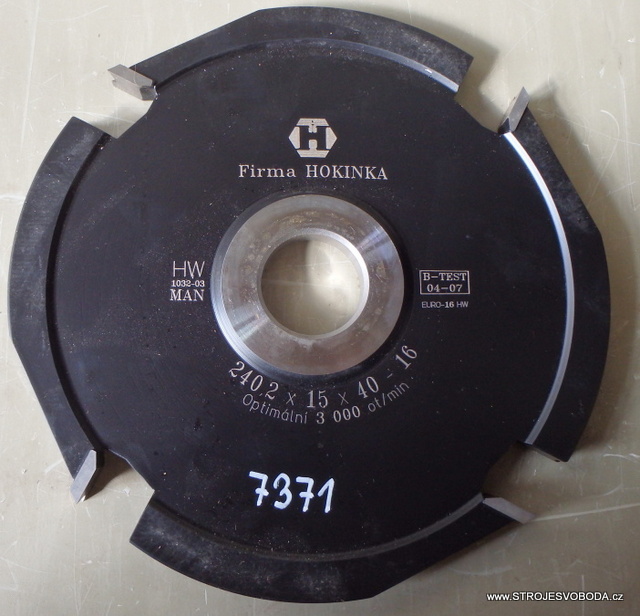 H
Firma HOKINKA
HW
1032-03
MAN
B-TEST
04-07
EURO-16 HW
240,2 x 15 x 40 - 16
Optimální 3 000 ot/min
7371
www.STROJESVOBODA.cz